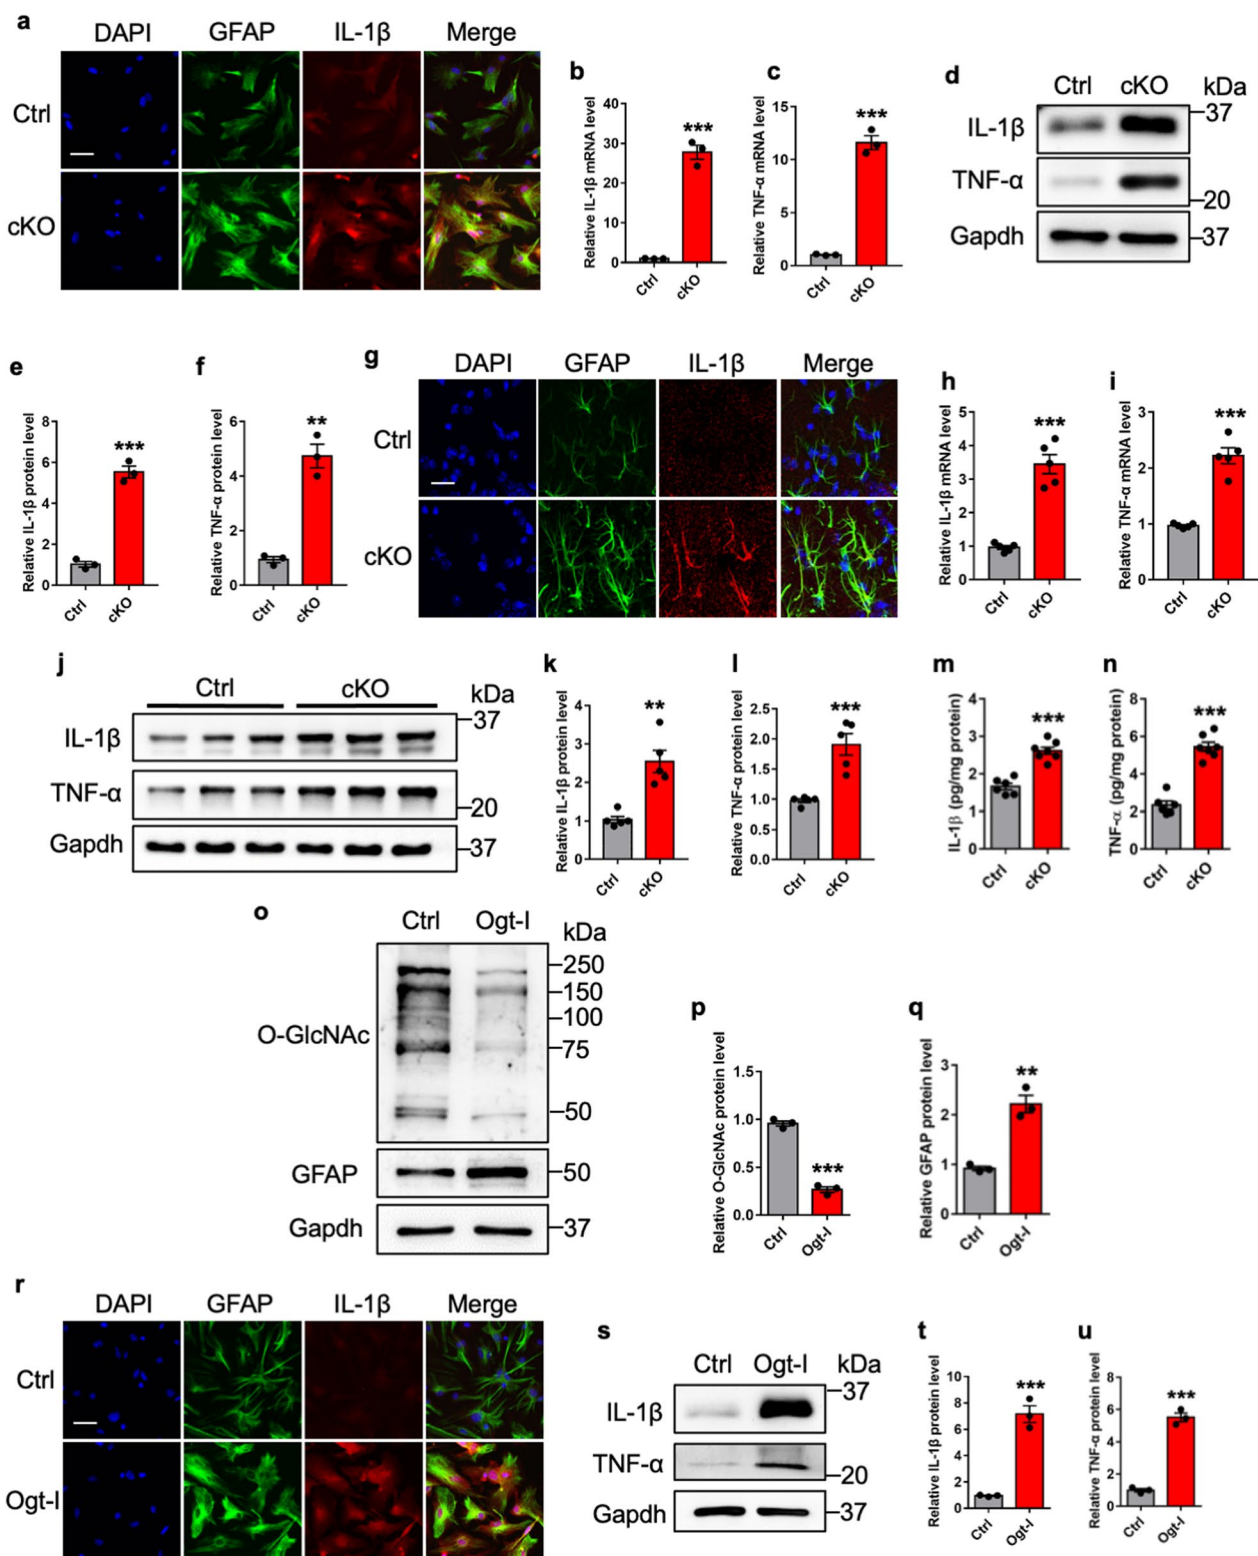 a
DAPI GFAP IL-1β Merge
Ctrl
cKO
b
Relative IL-1β mRNA level
40
30
20
10
0
***
Ctrl cKO
c
Relative TNF-α mRNA level
15
10
5
0
***
Ctrl cKO
d
Ctrl cKO kDa
IL-1β 37
TNF-α 20
Gapdh 37
e
Relative IL-1β protein level
8
6
4
2
0
***
Ctrl cKO
f
Relative TNF-α protein level
6
4
2
0
**
Ctrl cKO
g
DAPI GFAP IL-1β Merge
Ctrl
cKO
h
Relative IL-1β mRNA level
5
4
3
2
1
0
***
Ctrl cKO
i
Relative TNF-α mRNA level
3
2
1
0
***
Ctrl cKO
j
Ctrl cKO kDa
IL-1β 37
TNF-α 20
Gapdh 37
k
Relative IL-1β protein level
4
3
2
1
0
**
Ctrl cKO
l
Relative TNF-α protein level
2.5
2.0
1.5
1.0
0.5
0.0
***
Ctrl cKO
m
IL-1β (pg/mg protein)
4
3
2
1
0
***
Ctrl cKO
n
TNF-α (pg/mg protein)
8
6
4
2
0
***
Ctrl cKO
o
Ctrl Ogt-I kDa
O-GlcNAc
250
150
100
75
50
GFAP 50
Gapdh 37
p
Relative O-GlcNAc protein level
1.5
1.0
0.5
0.0
***
Ctrl Ogt-I
q
Relative GFAP protein level
3
2
1
0
**
Ctrl Ogt-I
r
DAPI GFAP IL-1β Merge
Ctrl
Ogt-I
s
Ctrl Ogt-I kDa
IL-1β 37
TNF-α 20
Gapdh 37
t
Relative IL-1β protein level
10
8
6
4
2
0
***
Ctrl Ogt-I
u
Relative TNF-α protein level
8
6
4
2
0
***
Ctrl Ogt-I